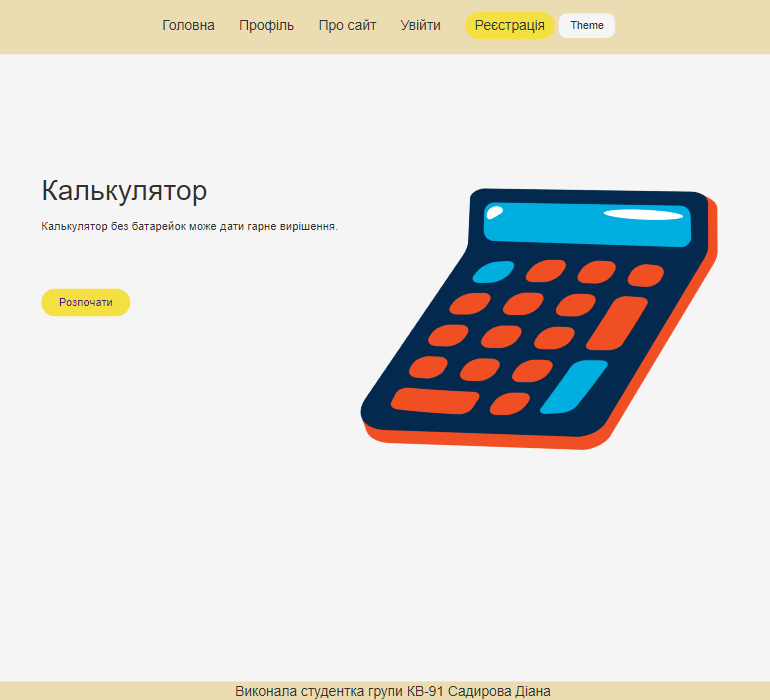 Головна Профіль Про сайт Увійти Реєстрація Theme
Калькулятор
Калькулятор без батарейок може дати гарне вирішення.
Розпочати
Виконала студентка групи КВ-91 Садирова Діана